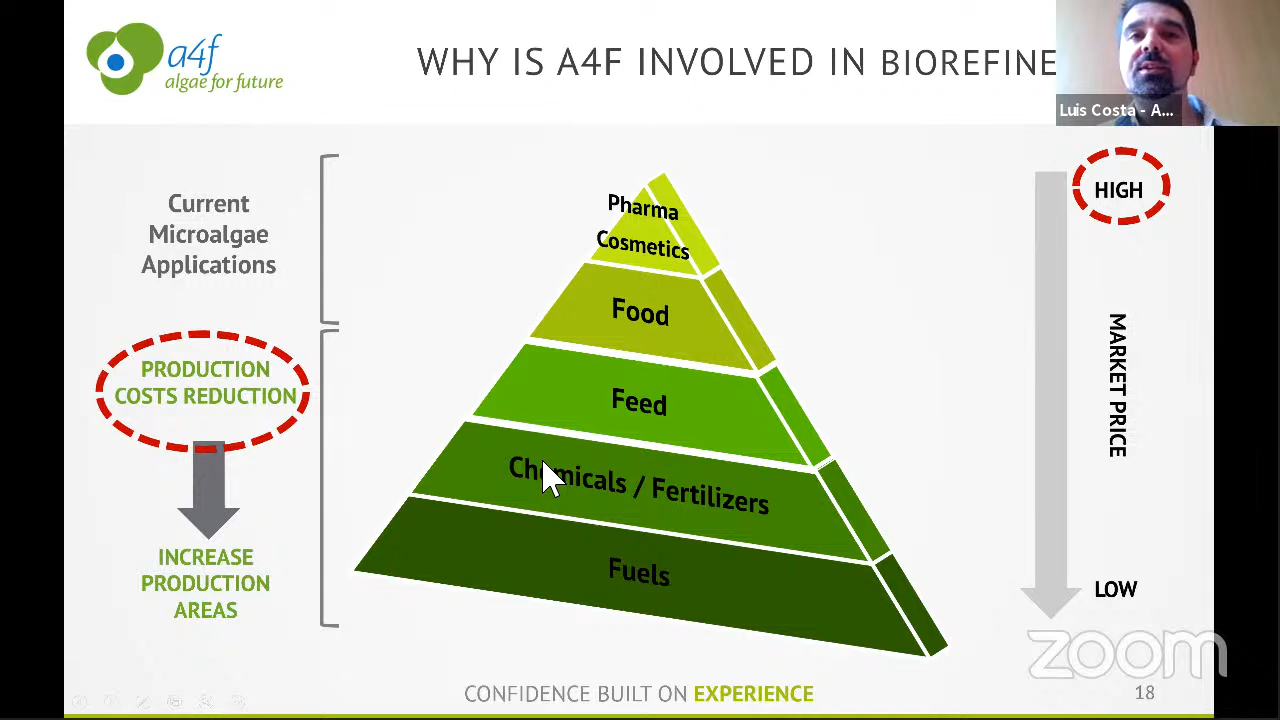 a4f
algae for future
WHY IS A4F INVOLVED IN BIOREFINE
Luis Costa - A...
Current
Microalgae
Applications
PRODUCTION
COSTS REDUCTION
INCREASE
PRODUCTION
AREAS
Pharma
Cosmetics
Food
Feed
Chemicals / Fertilizers
Fuels
HIGH
MARKET PRICE
LOW
zoom
CONFIDENCE BUILT ON EXPERIENCE
18